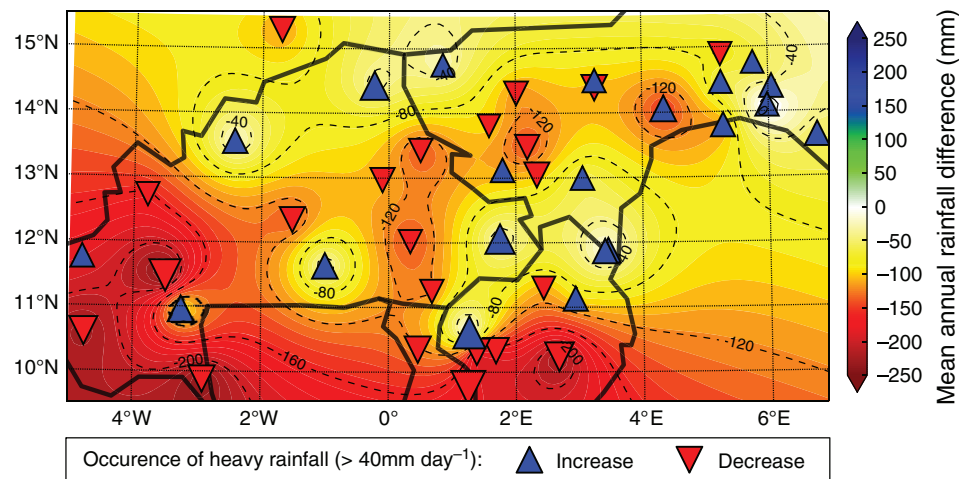 15°N
14°N
13°N
12°N
11°N
10°N
4°W
2°W
0°
2°E
4°E
6°E
-40
-40
-80
-120
-120
-40
-120
-40
-80
-80
-200
-160
-200
-120
250
200
150
100
50
0
−50
−100
−150
−200
−250
Mean annual rainfall difference (mm)
Occurence of heavy rainfall (> 40mm day⁻¹): Increase Decrease